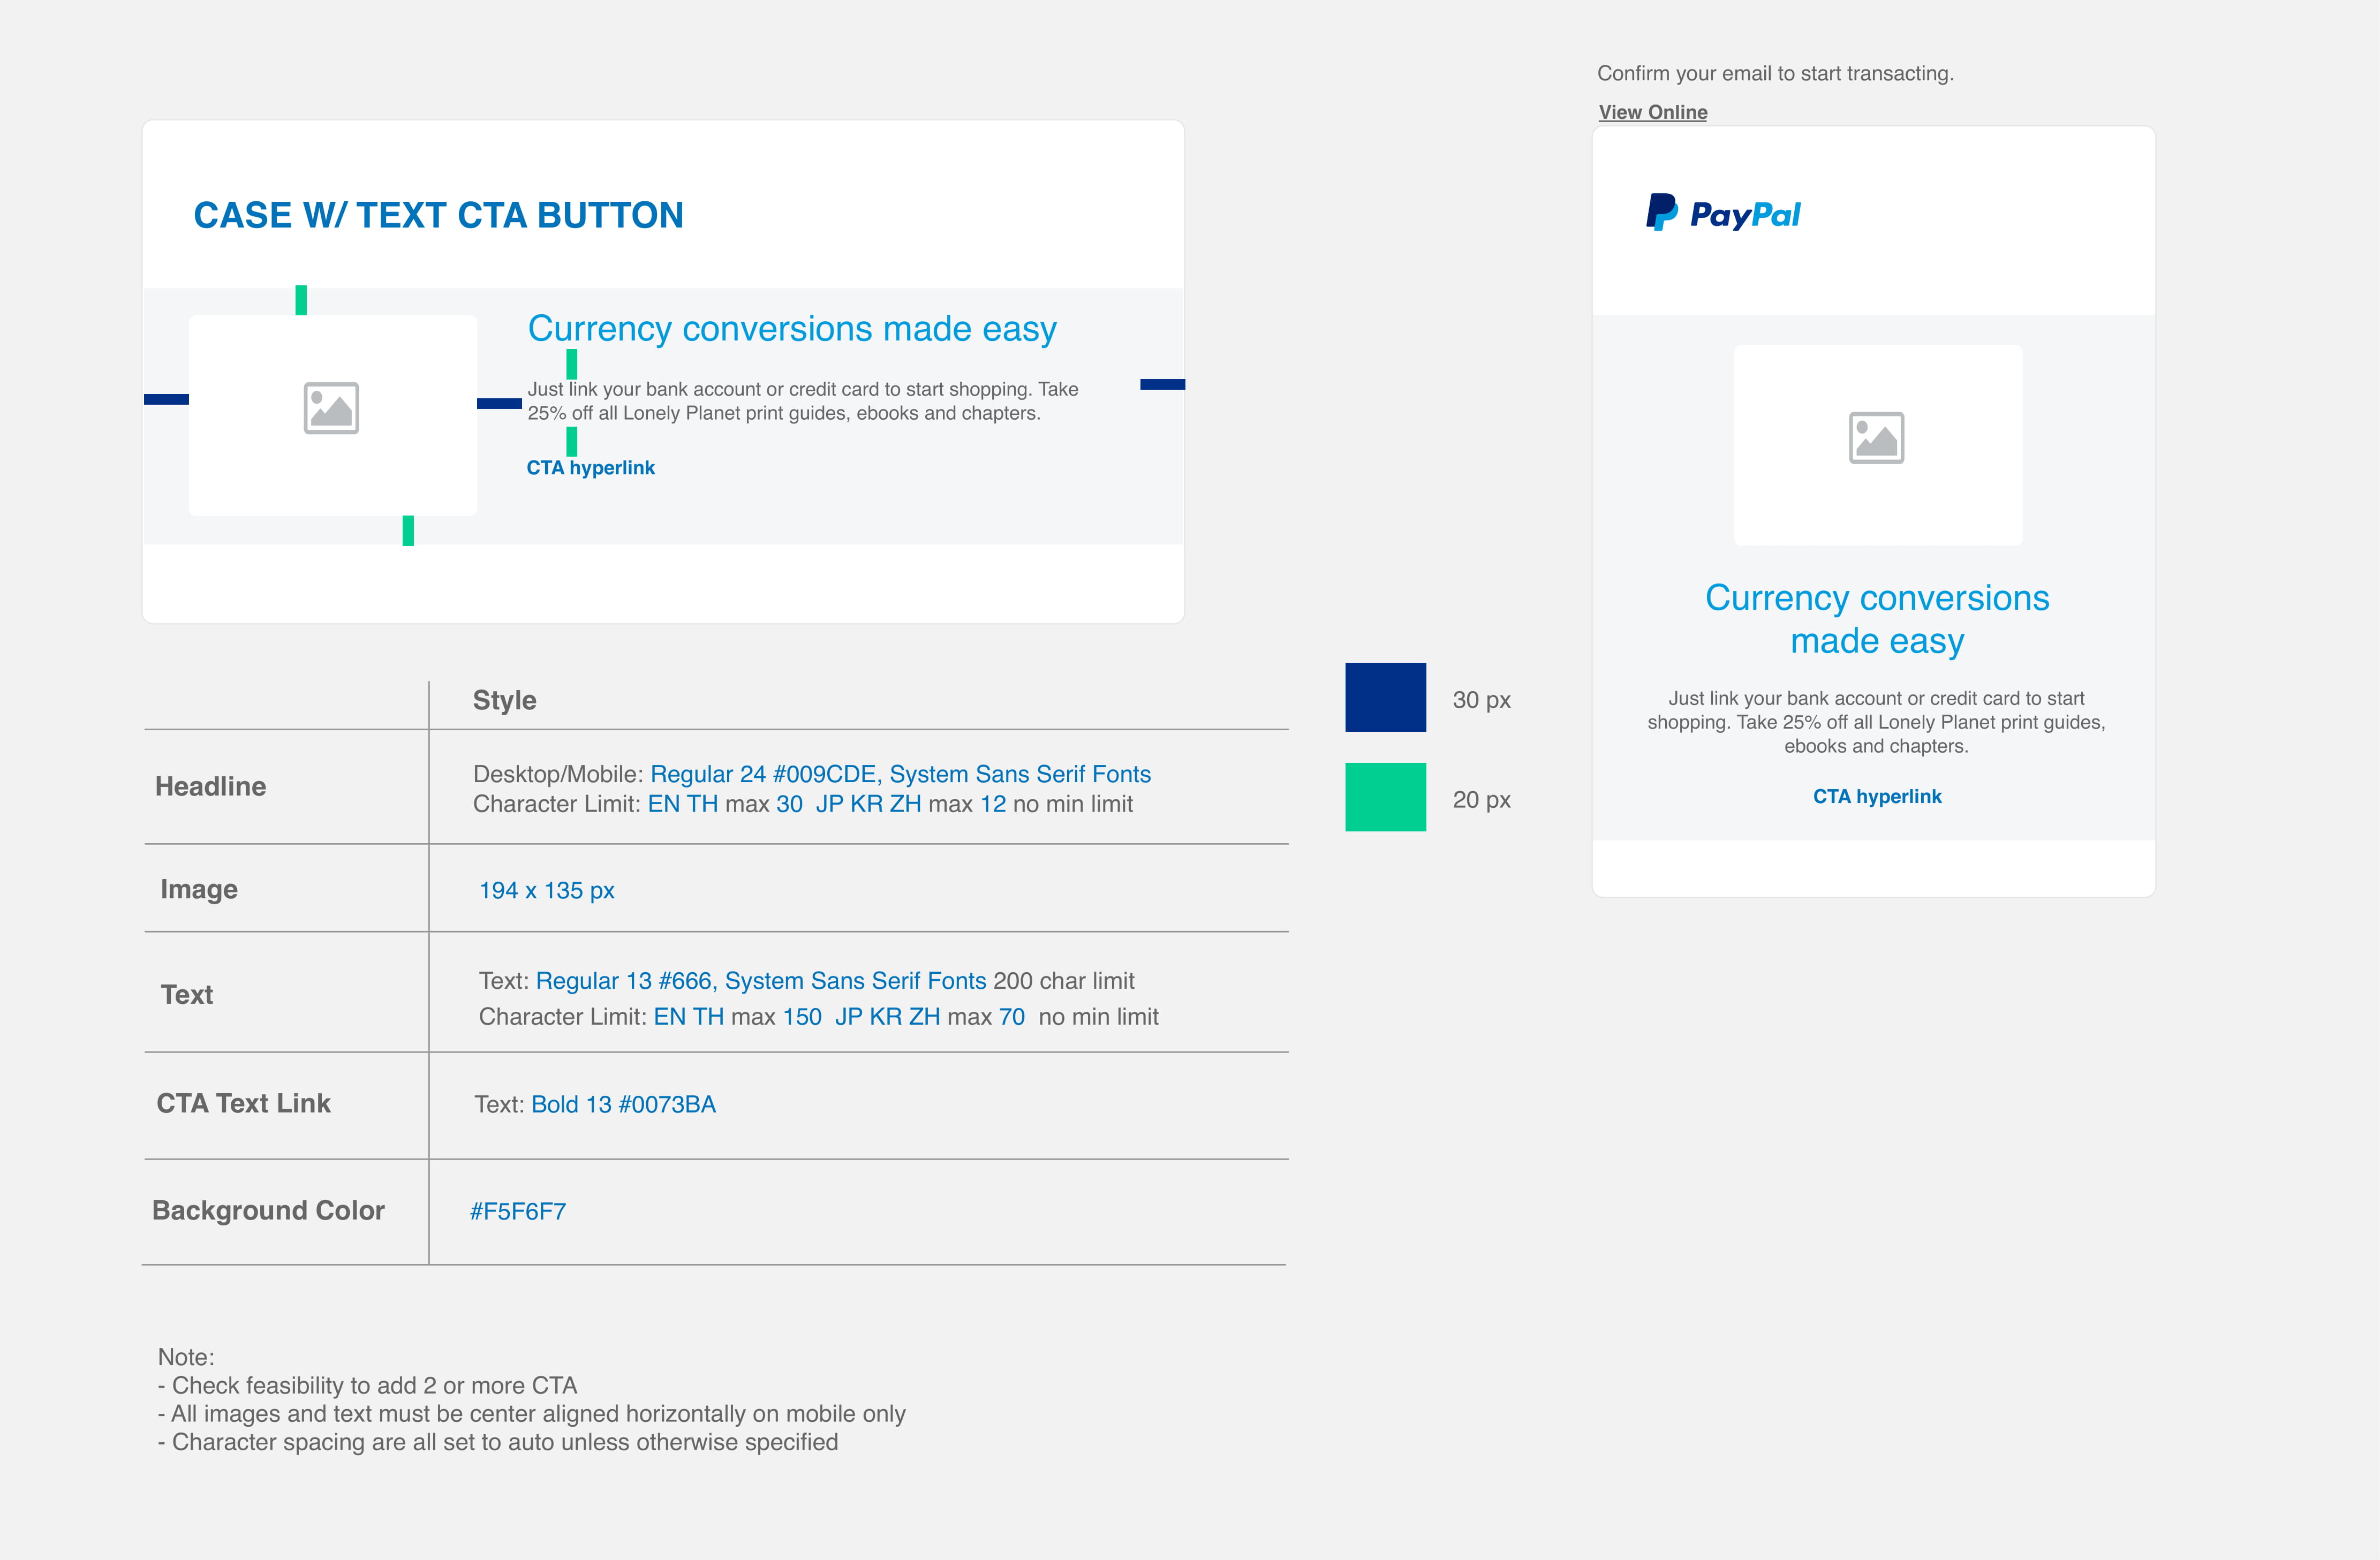 CASE W/ TEXT CTA BUTTON
Currency conversions made easy
Just link your bank account or credit card to start shopping. Take
25% off all Lonely Planet print guides, ebooks and chapters.
CTA hyperlink
Style
Headline
Desktop/Mobile: Regular 24 #009CDE, System Sans Serif Fonts
Character Limit: EN TH max 30  JP KR ZH max 12 no min limit
Image
194 x 135 px
Text
Text: Regular 13 #666, System Sans Serif Fonts 200 char limit
Character Limit: EN TH max 150  JP KR ZH max 70  no min limit
CTA Text Link
Text: Bold 13 #0073BA
Background Color
#F5F6F7
Note:
- Check feasibility to add 2 or more CTA
- All images and text must be center aligned horizontally on mobile only
- Character spacing are all set to auto unless otherwise specified
30 px
20 px
Confirm your email to start transacting.
View Online
PayPal
Currency conversions
made easy
Just link your bank account or credit card to start
shopping. Take 25% off all Lonely Planet print guides,
ebooks and chapters.
CTA hyperlink